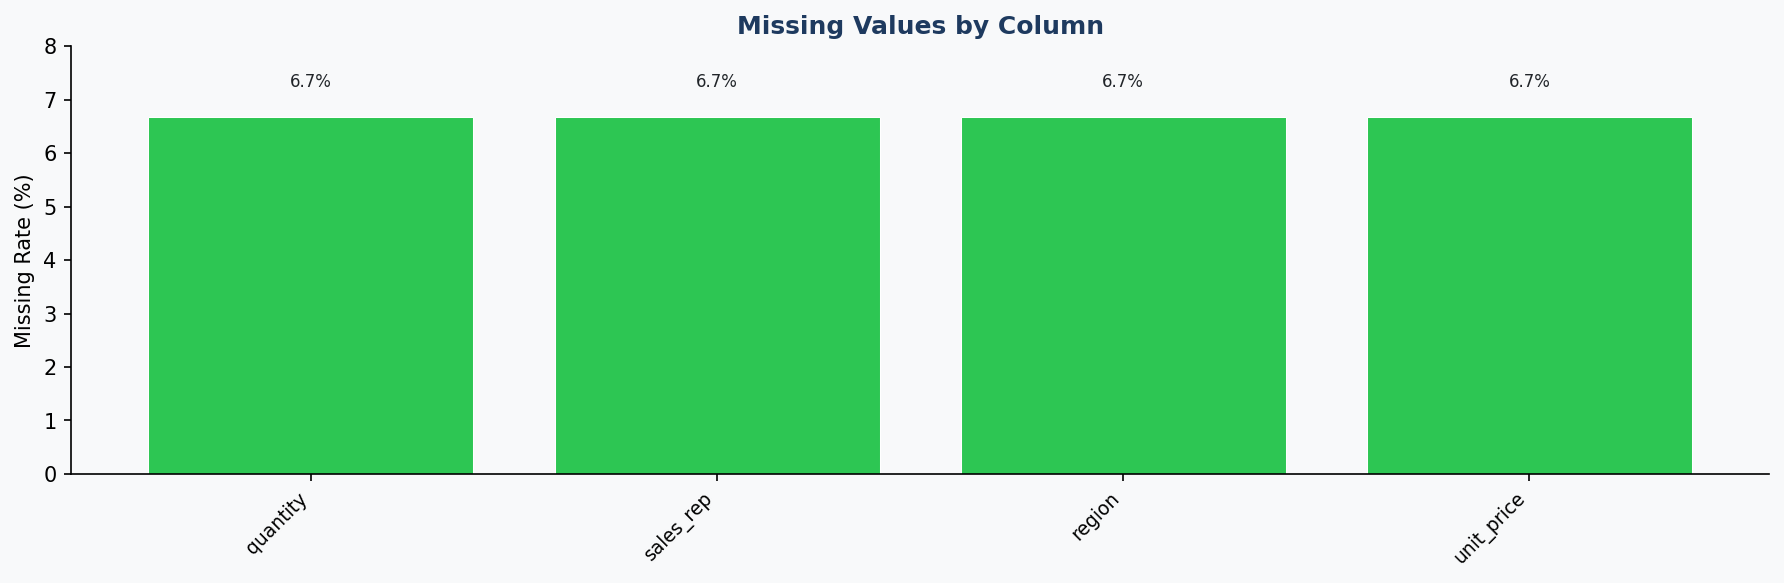 Missing Values by Column
Missing Rate (%)
8
7
6
5
4
3
2
1
0
6.7% 6.7% 6.7% 6.7%
quantity sales_rep region unit_price